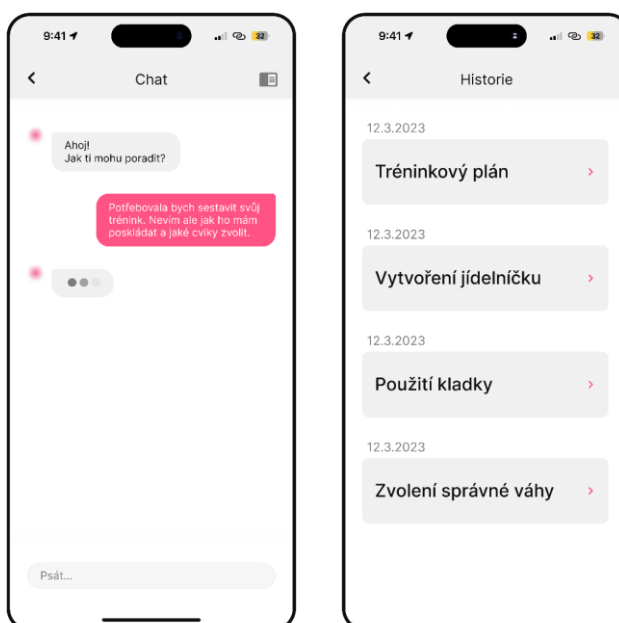 9:41
32
Chat
Ahoj!
Jak ti mohu poradit?
Potřebovala bych sestavit svůj
trénink. Nevím ale jak ho mám
poskládat a jaké cviky zvolit.
Psát...
9:41
32
Historie
12.3.2023
Tréninkový plán
12.3.2023
Vytvoření jídelníčku
12.3.2023
Použití kladky
12.3.2023
Zvolení správné váhy